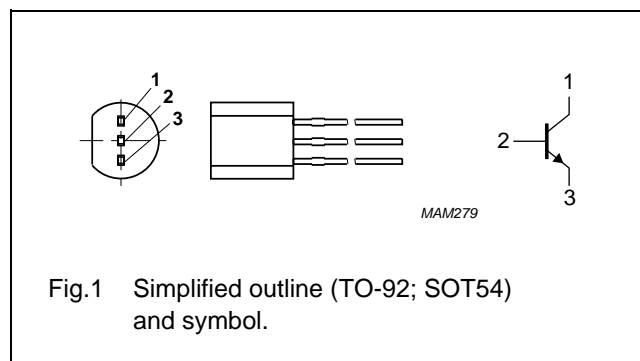 1
2
3
1
2
3
MAM279
Fig.1 Simplified outline (TO-92; SOT54)
and symbol.